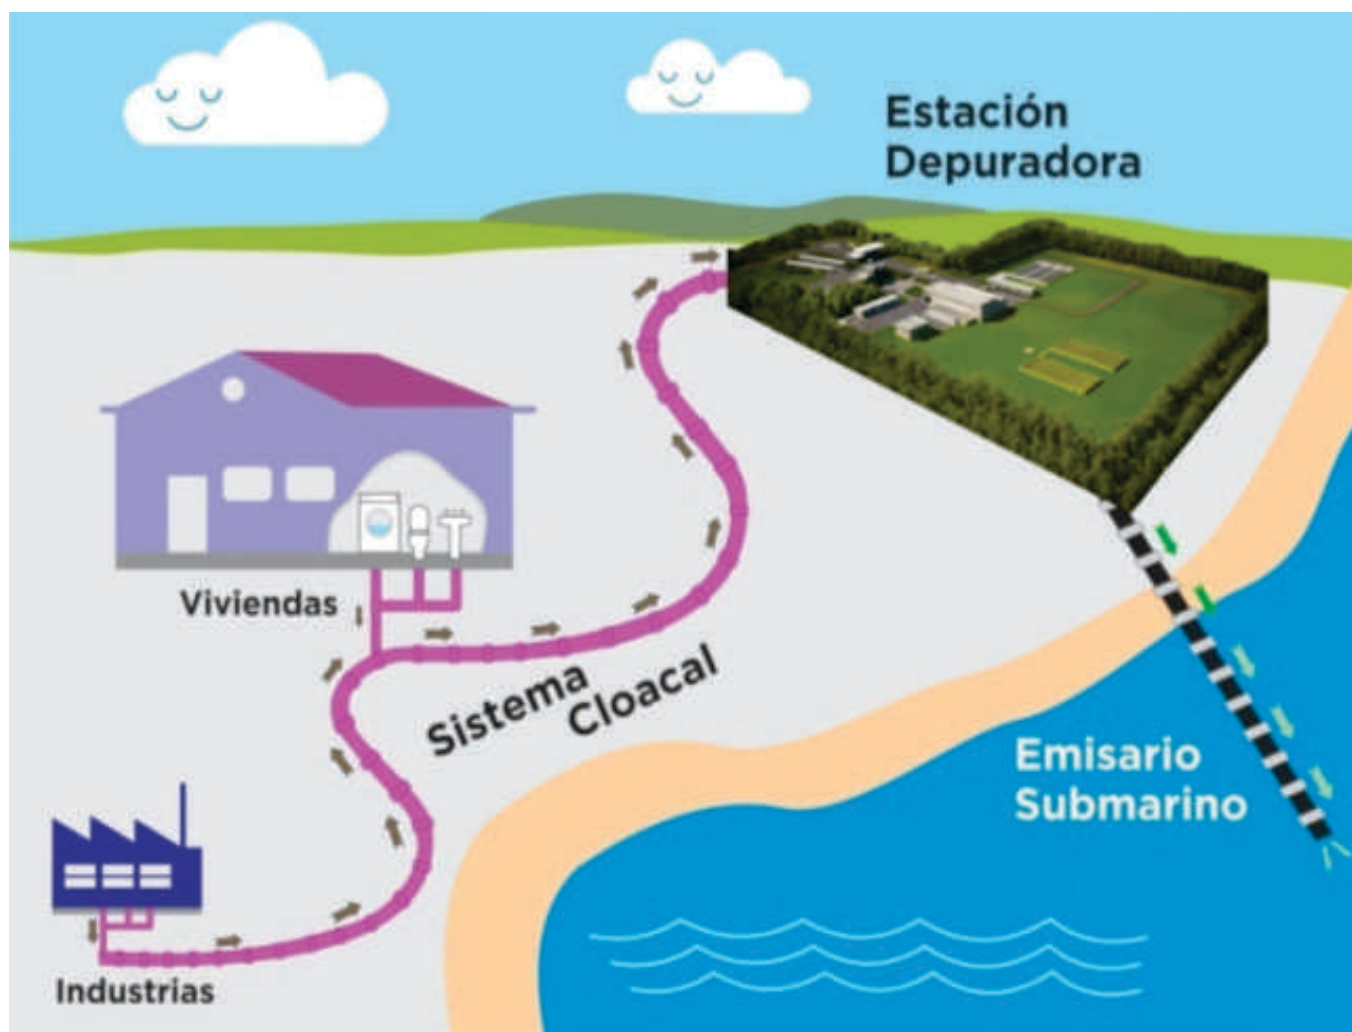 Estación
Depuradora
Viviendas
Sistema
Cloacal
Emisario
Submarino
Industrias